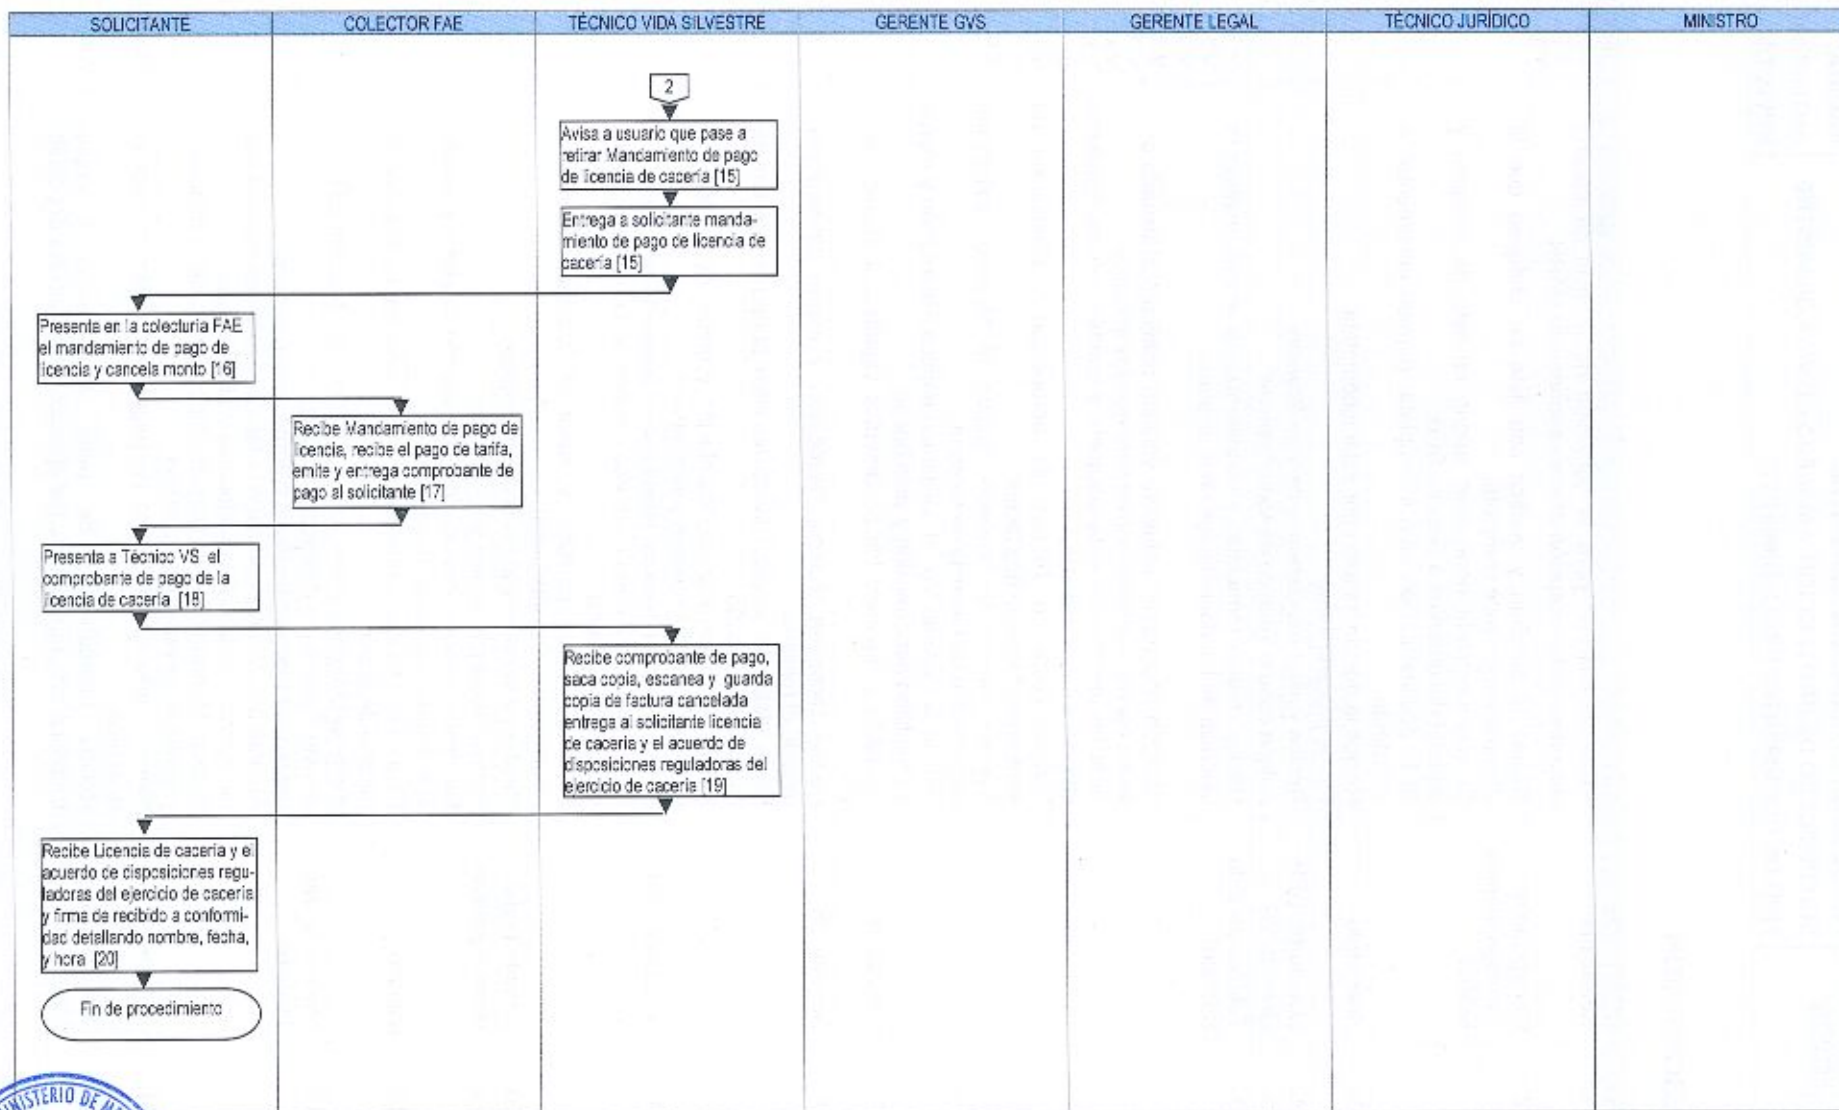 SOLICITANTE
COLECTOR FAE
TÉCNICO VIDA SILVESTRE
GERENTE GVS
GERENTE LEGAL
TÉCNICO JURÍDICO
MINISTRO
2
Avisa a usuario que pase a
retirar Mandamiento de pago
de licencia de cacería [15]
Entrega a solicitante manda-
miento de pago de licencia de
cacería [15]
Presenta en la colecturia FAE
el mandamiento de pago de
licencia y cancela monto [16]
Recibe Mandamiento de pago de
licencia, recibe el pago de tarifa,
emite y entrega comprobante de
pago al solicitante [17]
Presenta a Técnico VS el
comprobante de pago de la
licencia de cacería [18]
Recibe comprobante de pago,
saca copia, escanea y guarda
copia de factura cancelada
entrega al solicitante licencia
de caceria y el acuerdo de
disposiciones reguladoras del
ejercicio de cacería [19]
Recibe Licencia de cacería y el
acuerdo de disposiciones regu-
ladoras del ejercicio de cacería
y firma de recibido a conformi-
dad detallando nombre, fecha,
y hora [20]
Fin de procedimiento
MINISTERIO DE